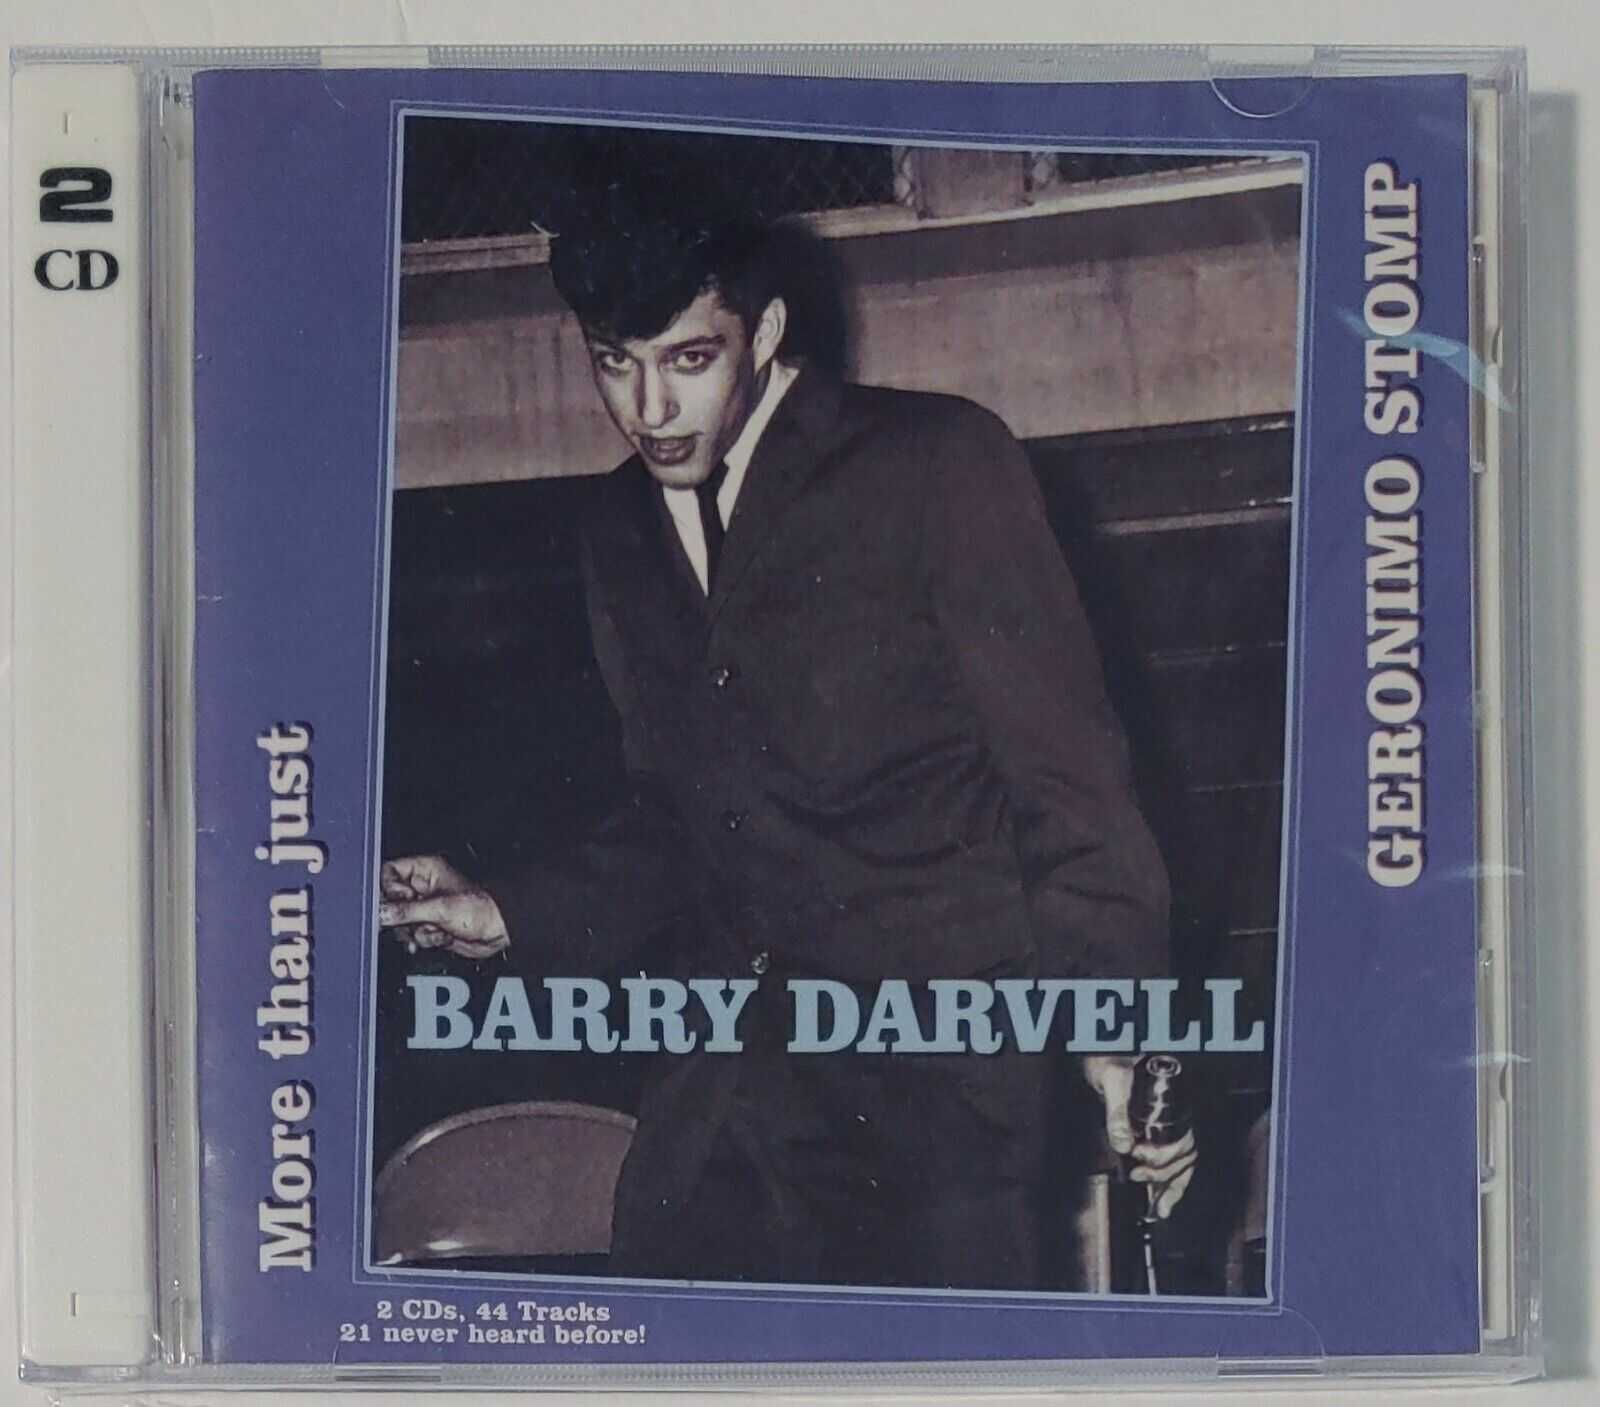 2
CD
More than just
GERONIMO STOMP
BARRY DARVELL
2 CDs, 44 Tracks
21 never heard before!